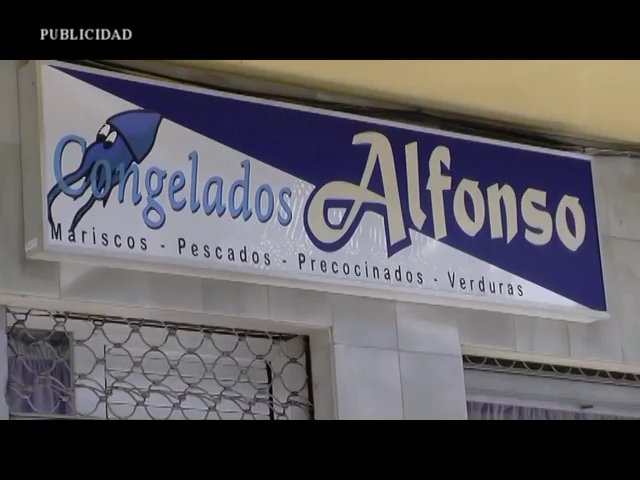 PUBLICIDAD
Congelados Alfonso
Mariscos - Pescados - Precocinados - Verduras